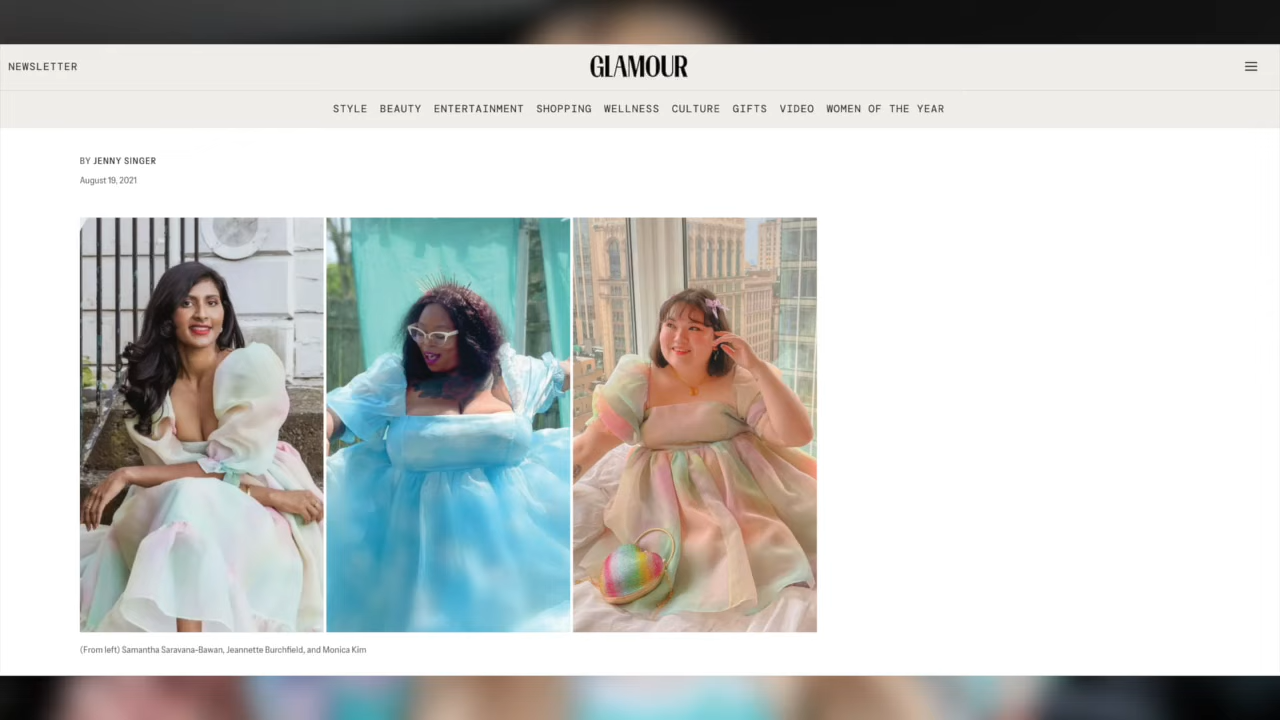 NEWSLETTER
GLAMOUR
STYLE BEAUTY ENTERTAINMENT SHOPPING WELLNESS CULTURE GIFTS VIDEO WOMEN OF THE YEAR
BY JENNY SINGER
August 19, 2021
(From left) Samantha Saravana-Bawan, Jeannette Burchfield, and Monica Kim